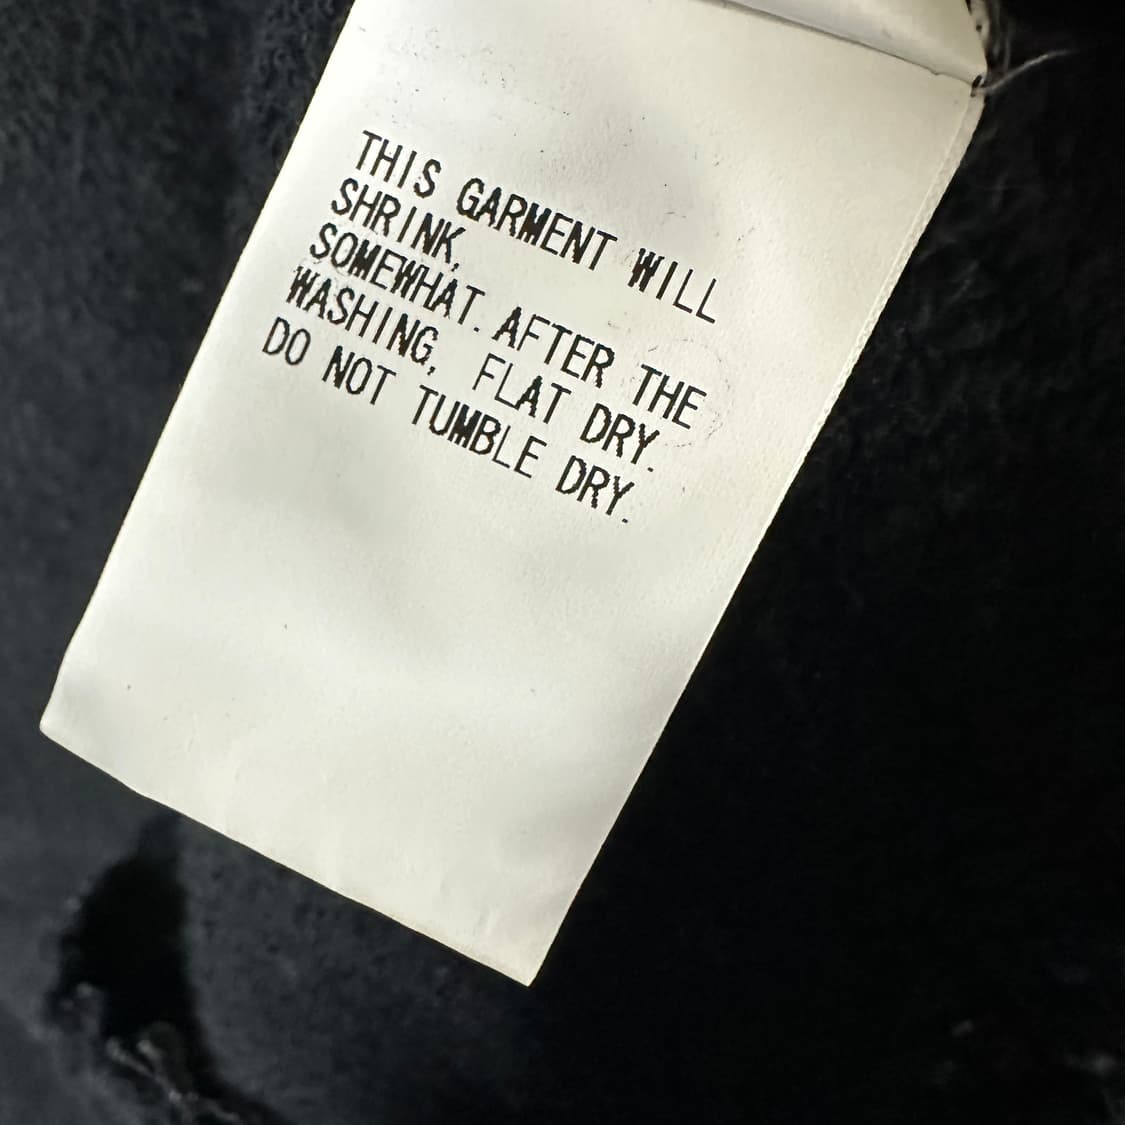 THIS GARMENT WILL
SHRINK,
SOMEWHAT. AFTER THE
WASHING, FLAT DRY.
DO NOT TUMBLE DRY.